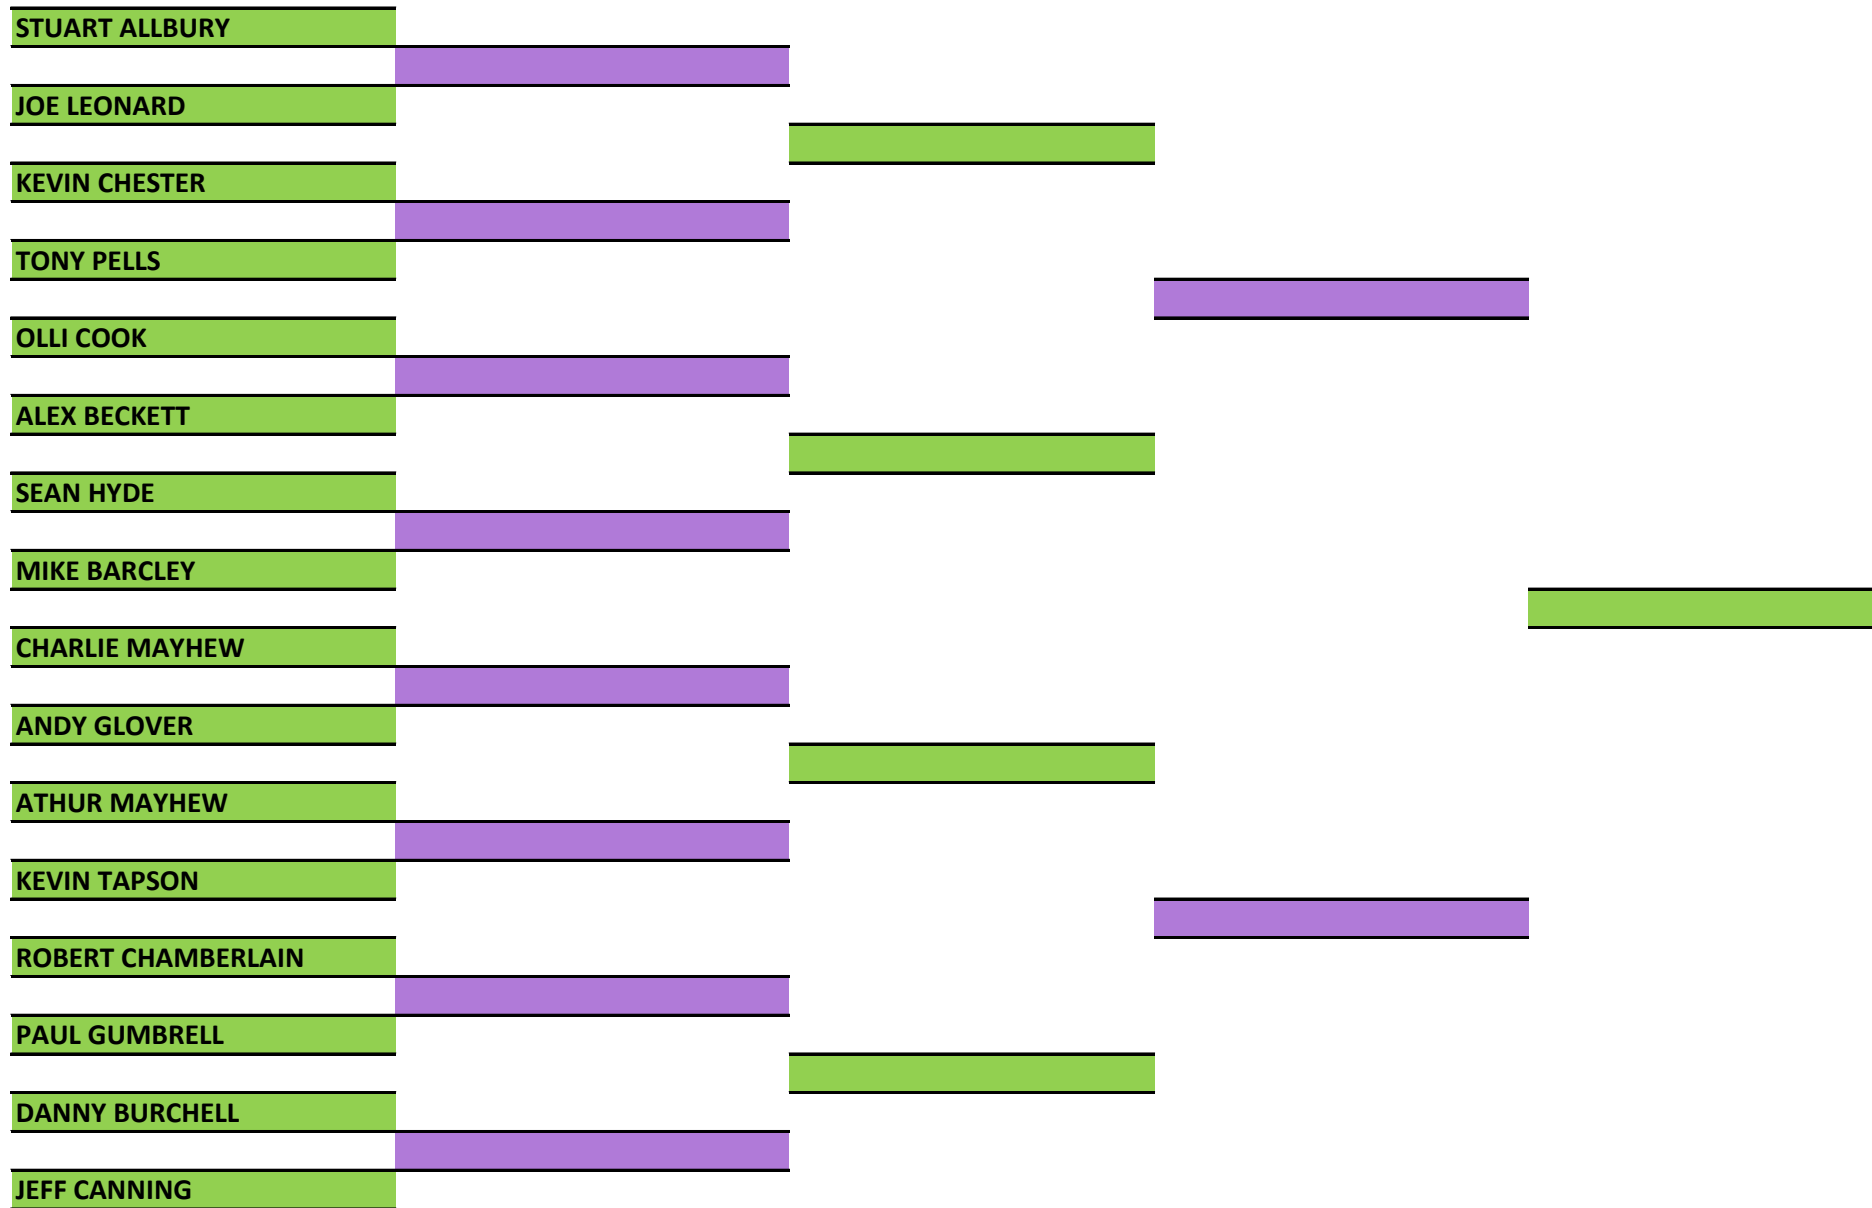 STUART ALLBURY
JOE LEONARD
KEVIN CHESTER
TONY PELLS
OLLI COOK
ALEX BECKETT
SEAN HYDE
MIKE BARCLEY
CHARLIE MAYHEW
ANDY GLOVER
ATHUR MAYHEW
KEVIN TAPSON
ROBERT CHAMBERLAIN
PAUL GUMBRELL
DANNY BURCHELL
JEFF CANNING